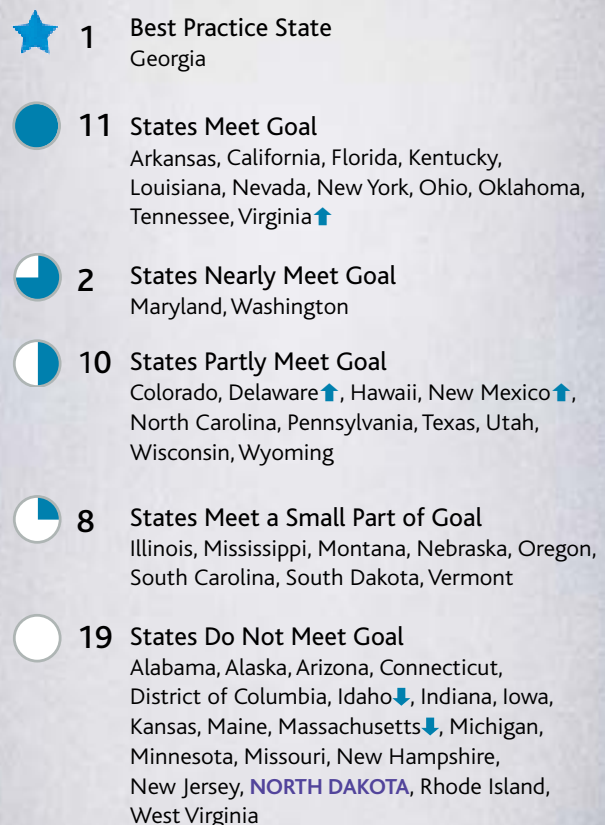 1 Best Practice State
Georgia
11 States Meet Goal
Arkansas, California, Florida, Kentucky,
Louisiana, Nevada, New York, Ohio, Oklahoma,
Tennessee, Virginia⬆
2 States Nearly Meet Goal
Maryland, Washington
10 States Partly Meet Goal
Colorado, Delaware⬆, Hawaii, New Mexico⬆,
North Carolina, Pennsylvania, Texas, Utah,
Wisconsin, Wyoming
8 States Meet a Small Part of Goal
Illinois, Mississippi, Montana, Nebraska, Oregon,
South Carolina, South Dakota, Vermont
19 States Do Not Meet Goal
Alabama, Alaska, Arizona, Connecticut,
District of Columbia, Idaho⬇, Indiana, Iowa,
Kansas, Maine, Massachusetts⬇, Michigan,
Minnesota, Missouri, New Hampshire,
New Jersey, NORTH DAKOTA, Rhode Island,
West Virginia